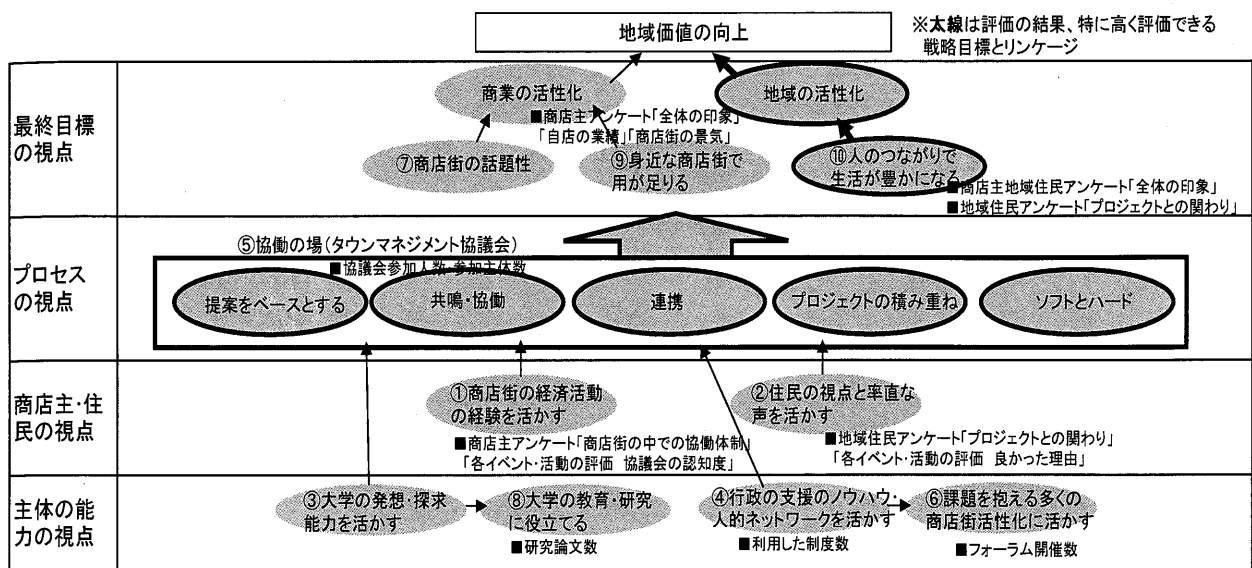 地域価値の向上
※太線は評価の結果、特に高く評価できる
戦略目標とリンケージ
最終目標
の視点
商業の活性化
地域の活性化
■商店主アンケート「全体の印象」
「自店の業績」「商店街の景気」
⑦商店街の話題性
⑨身近な商店街で
用が足りる
⑩人のつながりで
生活が豊かになる
■商店主地域住民アンケート「全体の印象」
■地域住民アンケート「プロジェクトとの関わり」
プロセス
の視点
⑤協働の場(タウンマネジメント協議会)
■協議会参加人数・参加主体数
提案をベースとする
共鳴・協働
連携
プロジェクトの積み重ね
ソフトとハード
商店主・住
民の視点
①商店街の経済活動
の経験を活かす
■商店主アンケート「商店街の中での協働体制」
「各イベント・活動の評価 協議会の認知度」
②住民の視点と率直な
声を活かす
■地域住民アンケート「プロジェクトとの関わり」
「各イベント・活動の評価 良かった理由」
主体の能
力の視点
③大学の発想・探求
能力を活かす
⑧大学の教育・研究
に役立てる
■研究論文数
④行政の支援のノウハウ・
人的ネットワークを活かす
■利用した制度数
⑥課題を抱える多くの
商店街活性化に活かす
■フォーラム開催数